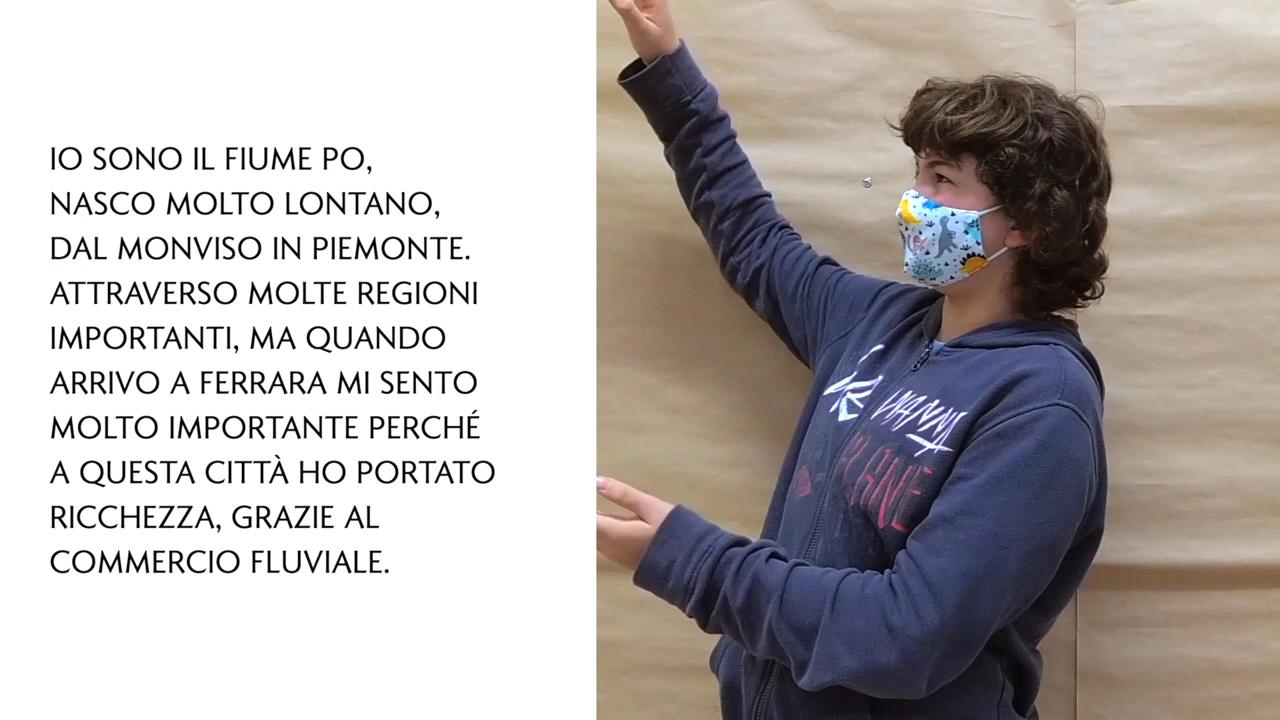 IO SONO IL FIUME PO,
NASCO MOLTO LONTANO,
DAL MONVISO IN PIEMONTE.
ATTRAVERSO MOLTE REGIONI
IMPORTANTI, MA QUANDO
ARRIVO A FERRARA MI SENTO
MOLTO IMPORTANTE PERCHÉ
A QUESTA CITTÀ HO PORTATO
RICCHEZZA, GRAZIE AL
COMMERCIO FLUVIALE.